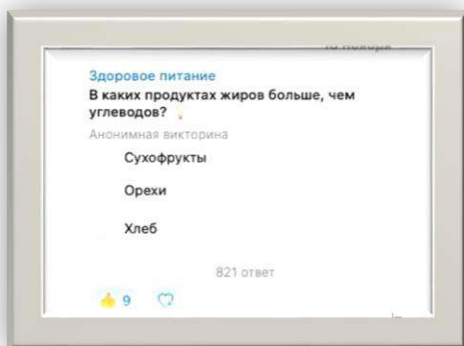 Здоровое питание
В каких продуктах жиров больше, чем
углеводов?
Анонимная викторина
Сухофрукты
Орехи
Хлеб
821 ответ
9